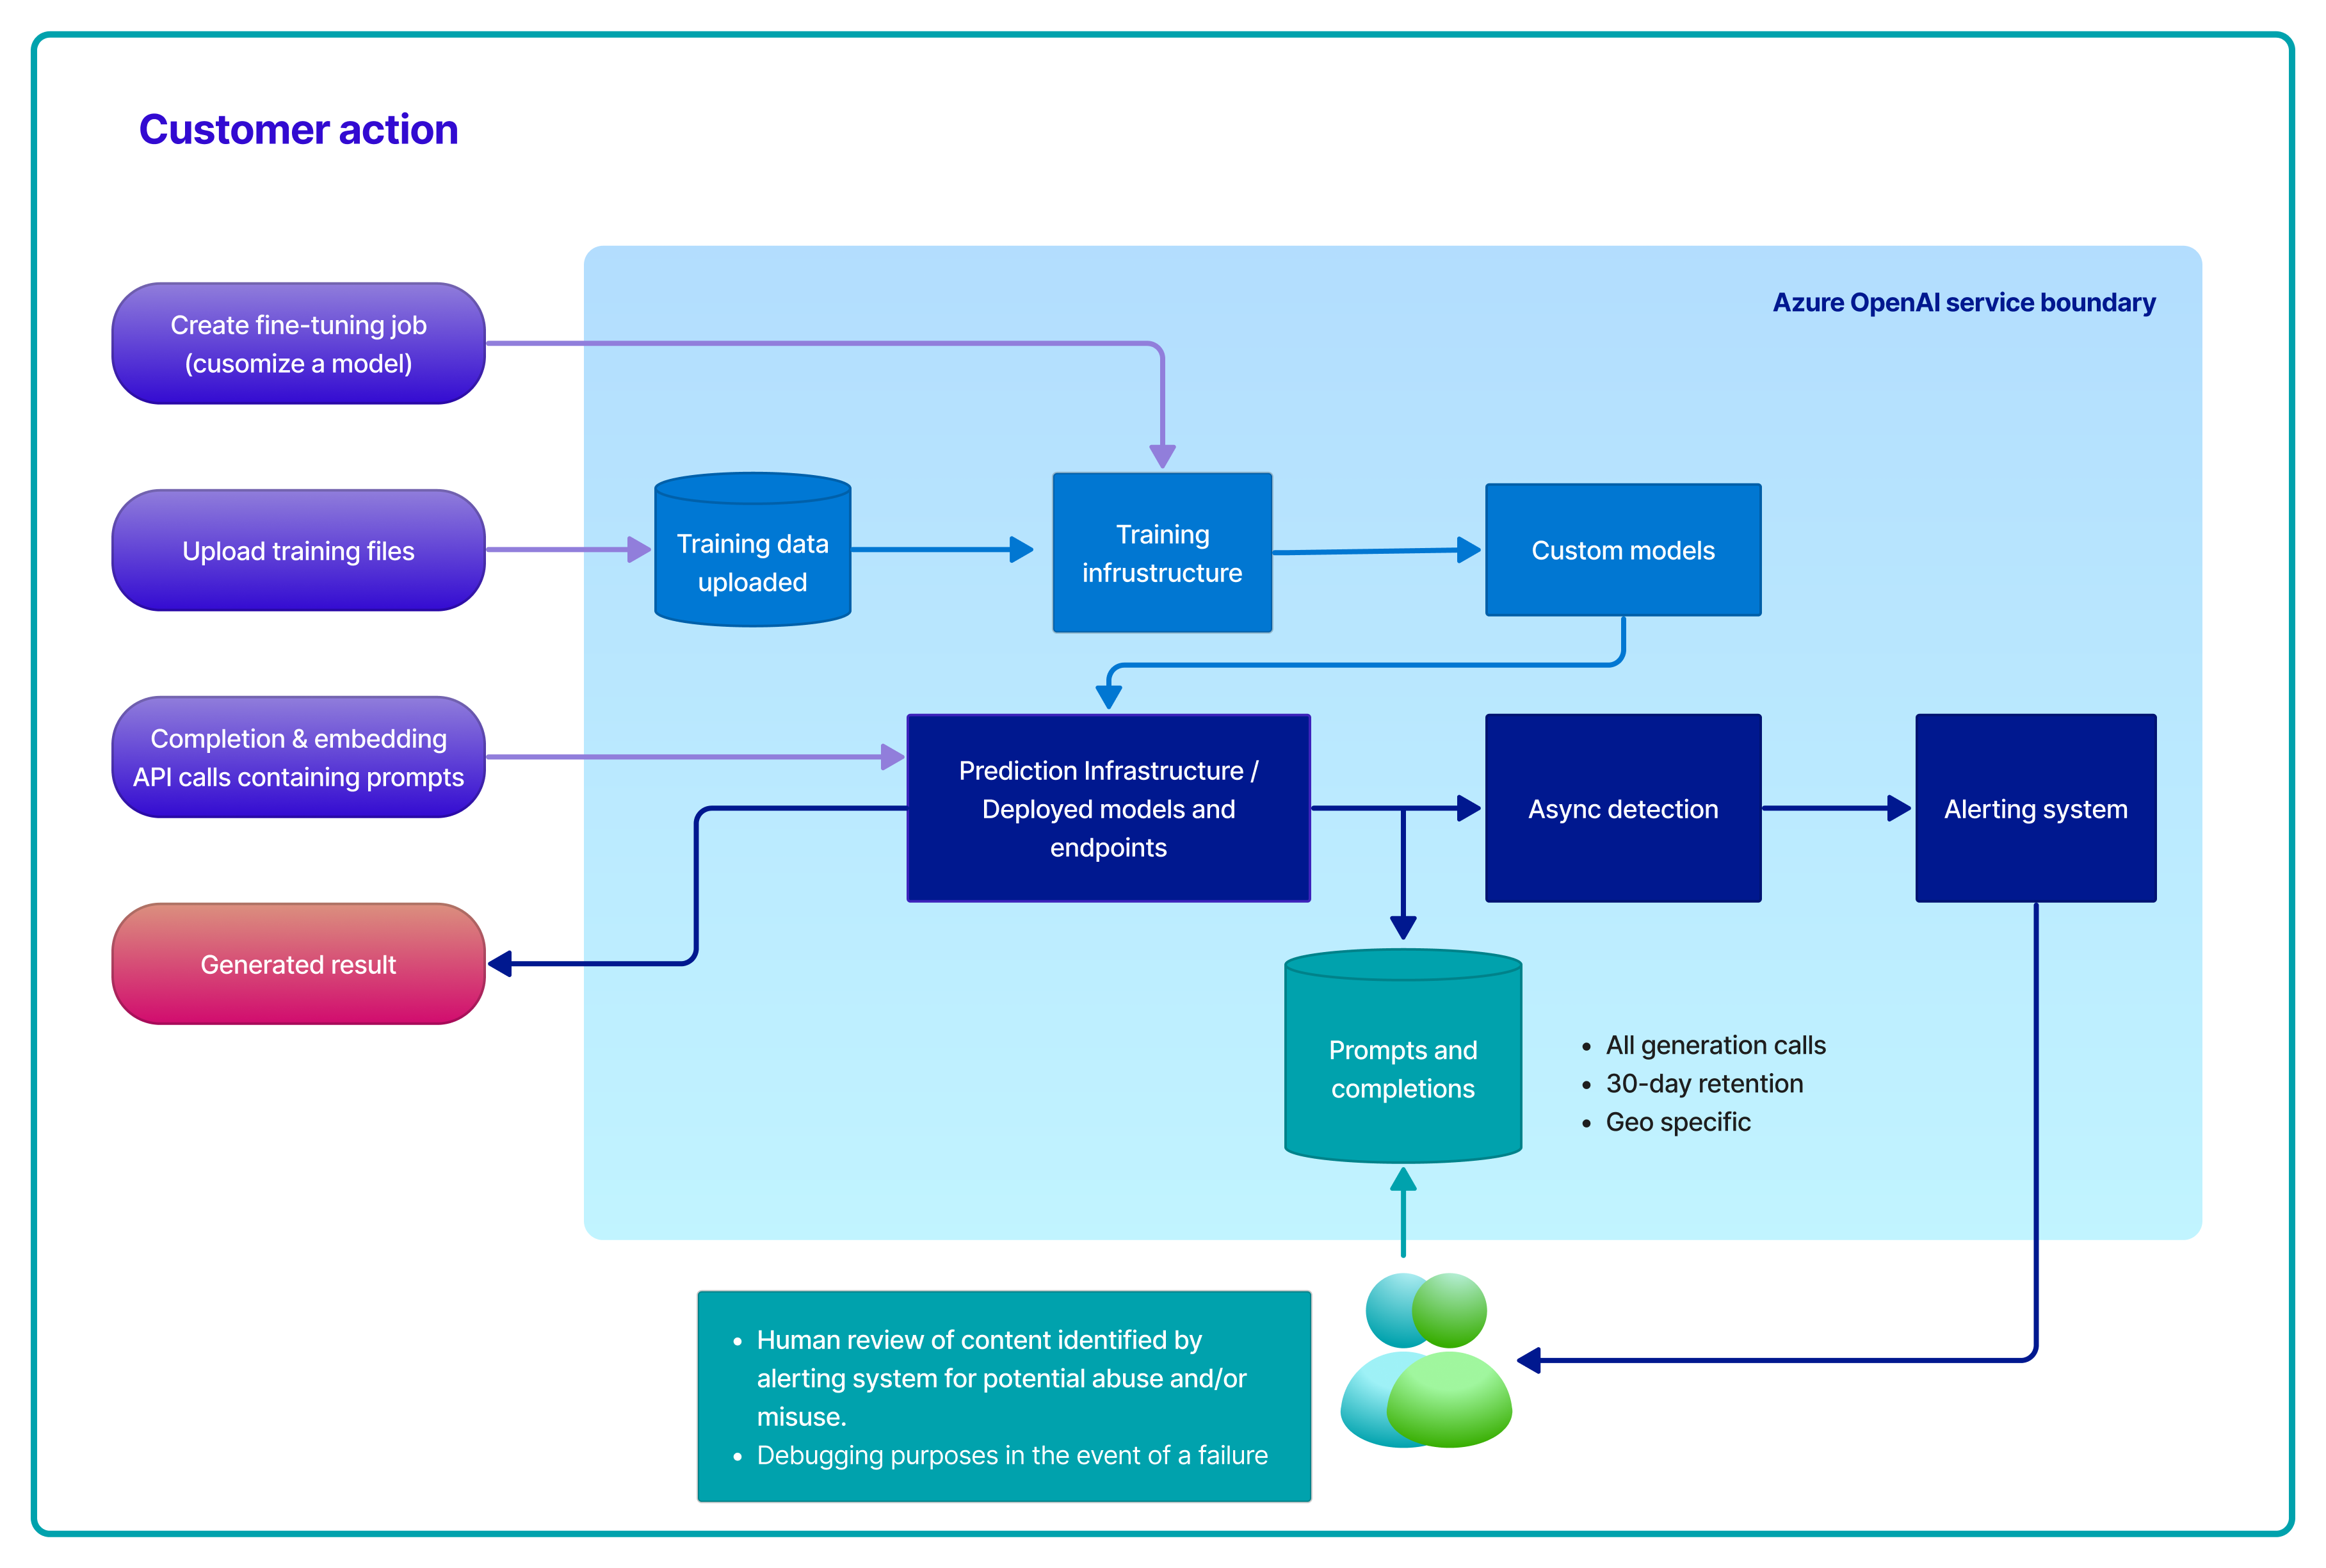 Customer action
Azure OpenAI service boundary
Create fine-tuning job
(cusomize a model)
Upload training files
Training data
uploaded
Training
infrustructure
Custom models
Completion & embedding
API calls containing prompts
Prediction Infrastructure /
Deployed models and
endpoints
Async detection
Alerting system
Generated result
Prompts and
completions
• All generation calls
• 30-day retention
• Geo specific
• Human review of content identified by
alerting system for potential abuse and/or
misuse.
• Debugging purposes in the event of a failure